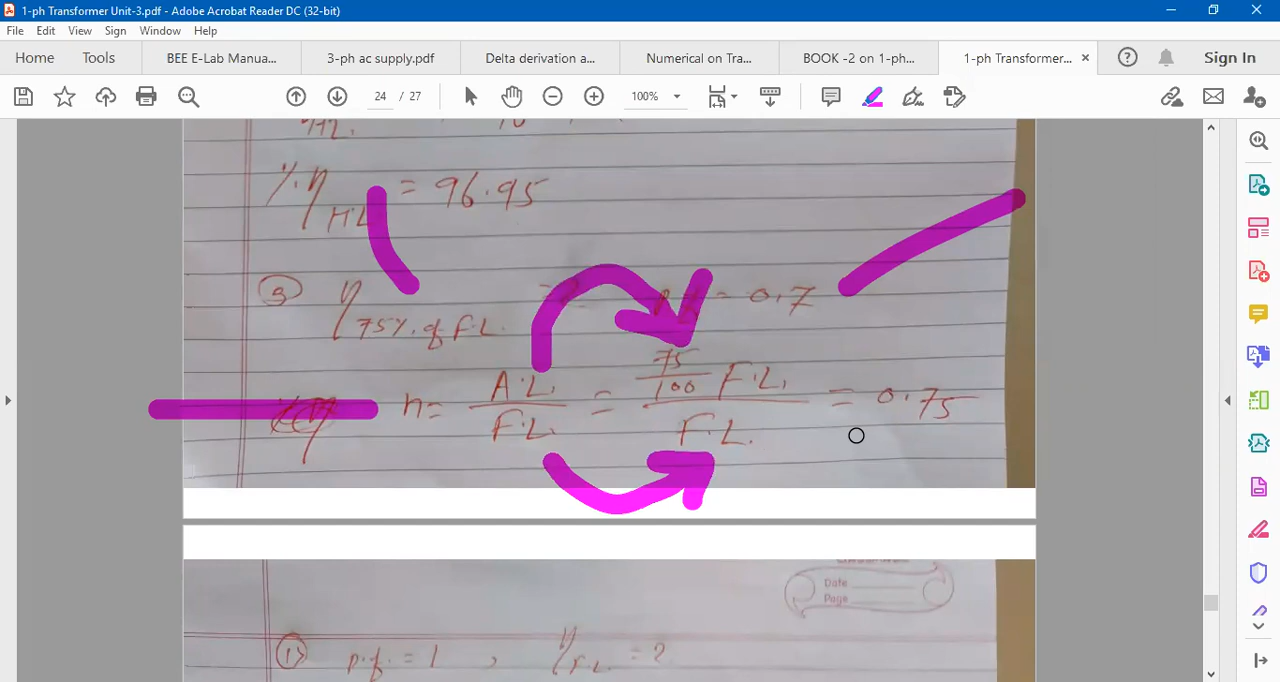 1-ph Transformer Unit-3.pdf - Adobe Acrobat Reader DC (32-bit)
File Edit View Sign Window Help
Home Tools BEE E-Lab Manua... 3-ph ac supply.pdf Delta derivation a... Numerical on Tra... BOOK -2 on 1-ph... 1-ph Transformer... × Sign In
24 / 27 100%
%η H.L = 96.95
3 η 75% of F.L. = ? = 0.7
n = A.L. / F.L. = 75/100 F.L. / F.L. = 0.75
Date
Page
1) p.f. = 1 , η F.L. = ?